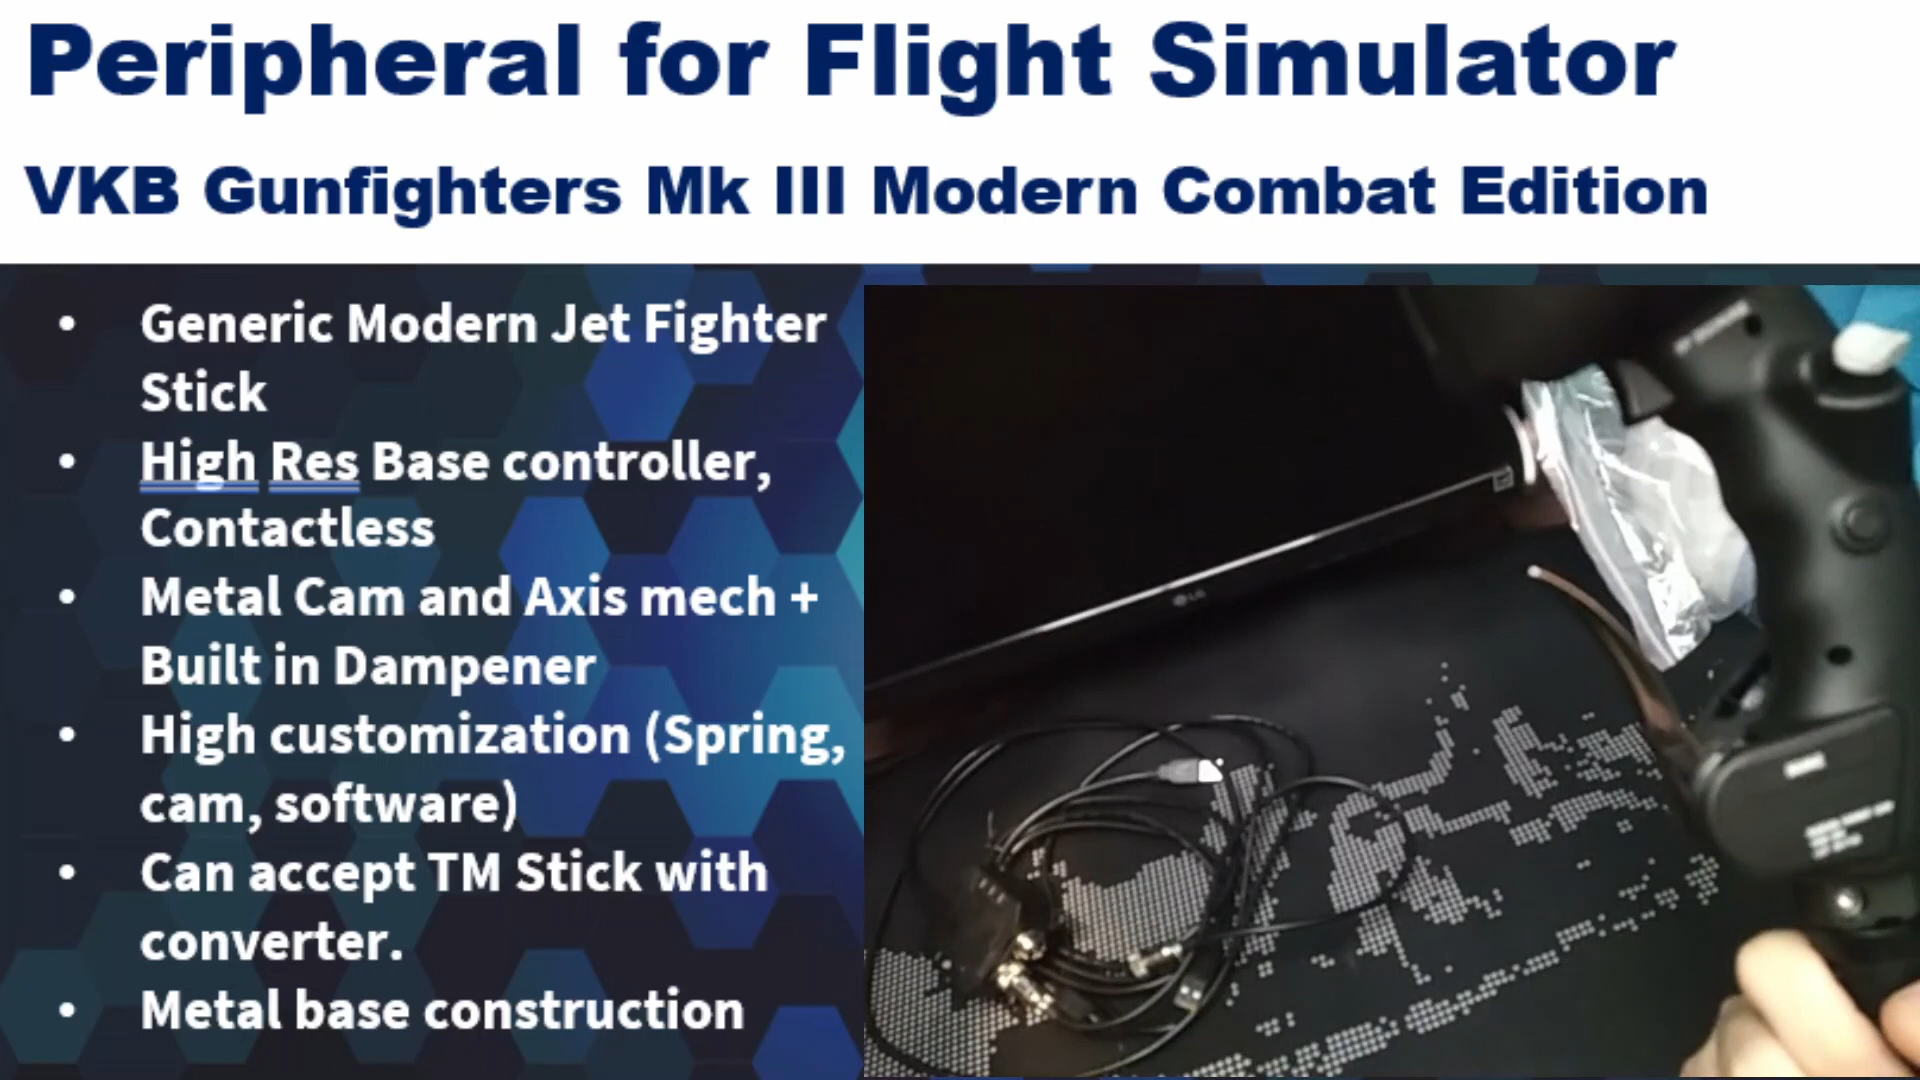 Peripheral for Flight Simulator
VKB Gunfighters Mk III Modern Combat Edition
• Generic Modern Jet Fighter
Stick
• High Res Base controller,
Contactless
• Metal Cam and Axis mech +
Built in Dampener
• High customization (Spring,
cam, software)
• Can accept TM Stick with
converter.
• Metal base construction
LG